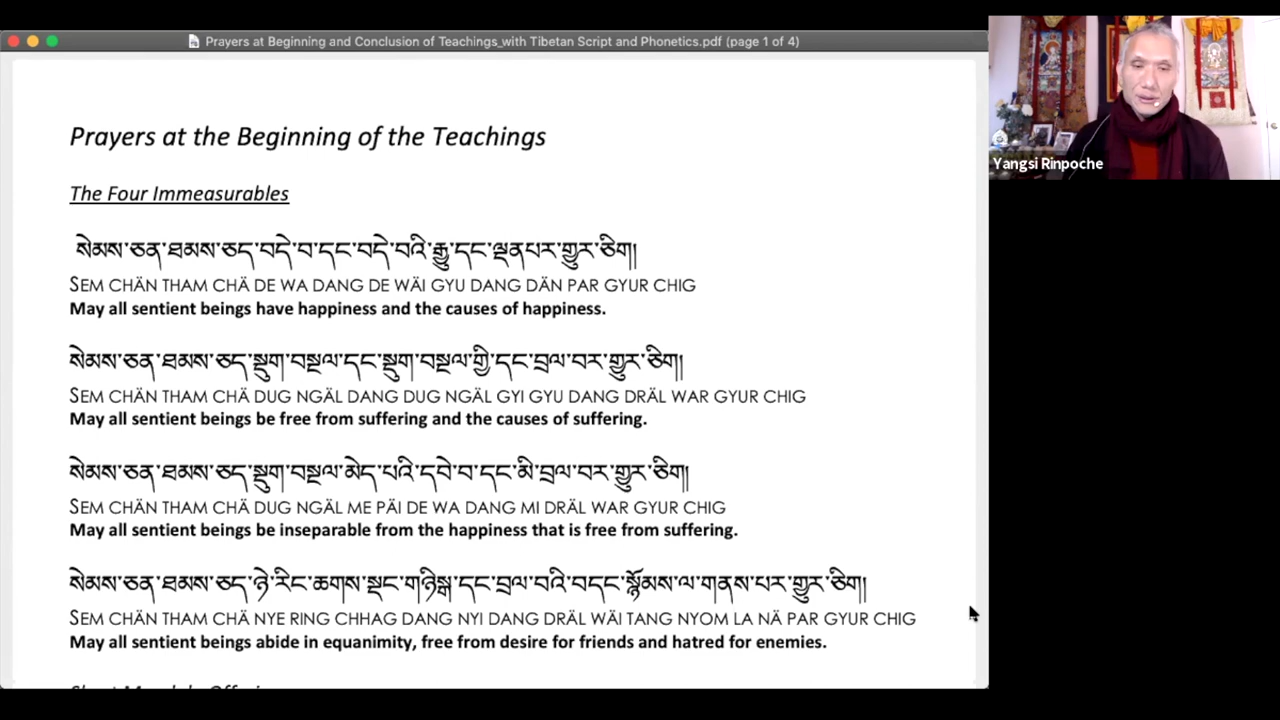 Prayers at Beginning and Conclusion of Teachings_with Tibetan Script and Phonetics.pdf (page 1 of 4)
Yangsi Rinpoche
Prayers at the Beginning of the Teachings
The Four Immeasurables
སེམས་ཅན་ཐམས་ཅད་བདེ་བ་དང་བདེ་བའི་རྒྱུ་དང་ལྡནཔར་གྱུར་ཅིག།
SEM CHÄN THAM CHÄ DE WA DANG DE WÄI GYU DANG DÄN PAR GYUR CHIG
May all sentient beings have happiness and the causes of happiness.
སེམས་ཅན་ཐམས་ཅད་སྡུག་བསྔལ་དང་སྡུག་བསྔལ་གྱི་དང་བྲལ་བར་གྱུར་ཅིག།
SEM CHÄN THAM CHÄ DUG NGÄL DANG DUG NGÄL GYI GYU DANG DRÄL WAR GYUR CHIG
May all sentient beings be free from suffering and the causes of suffering.
སེམས་ཅན་ཐམས་ཅད་སྡུག་བསྔལ་མེད་པའི་དབེ་བ་དང་མི་བྲལ་བར་གྱུར་ཅིག།
SEM CHÄN THAM CHÄ DUG NGÄL ME PÄI DE WA DANG MI DRÄL WAR GYUR CHIG
May all sentient beings be inseparable from the happiness that is free from suffering.
སེམས་ཅན་ཐམས་ཅད་ཉེ་རིང་ཆགས་སྡང་གཉིས྄ག་དང་བྲལ་བའི་བདང་སྙོམས་ལ་གནས་པར་གྱུར་ཅིག།
SEM CHÄN THAM CHÄ NYE RING CHHAG DANG NYI DANG DRÄL WÄI TANG NYOM LA NÄ PAR GYUR CHIG
May all sentient beings abide in equanimity, free from desire for friends and hatred for enemies.